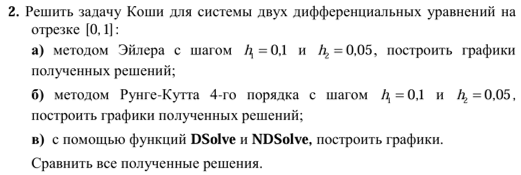 2. Решить задачу Коши для системы двух дифференциальных уравнений на
отрезке [0,1]:
а) методом Эйлера с шагом h₁ = 0,1 и h₂ = 0,05, построить графики
полученных решений;
б) методом Рунге-Кутта 4-го порядка с шагом h₁ = 0,1 и h₂ = 0,05,
построить графики полученных решений;
в) с помощью функций DSolve и NDSolve, построить графики.
Сравнить все полученные решения.